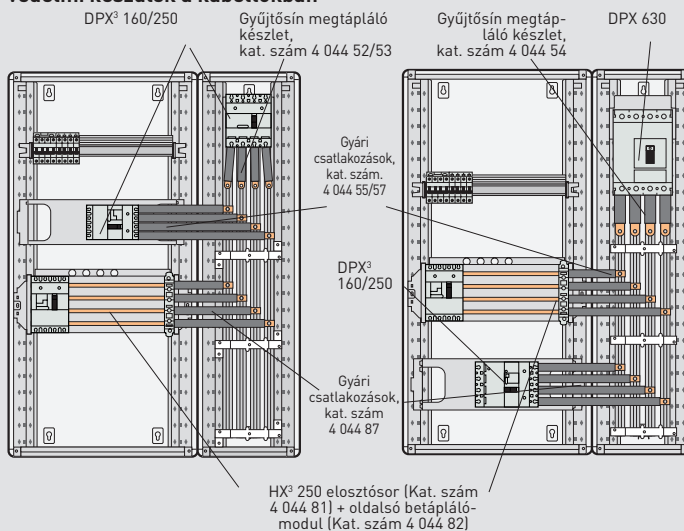 védelmi készülék a kábeltokban
DPX³ 160/250
Gyűjtősín megtápláló
készlet,
kat. szám 4 044 52/53
Gyűjtősín megtáp-
láló készlet,
kat. szám 4 044 54
DPX 630
Gyári
csatlakozások,
kat. szám.
4 044 55/57
DPX³
160/250
Gyári
csatlakozások,
kat. szám
4 044 87
HX³ 250 elosztósor (Kat. szám
4 044 81) + oldalsó betápláló-
modul (Kat. szám 4 044 82)